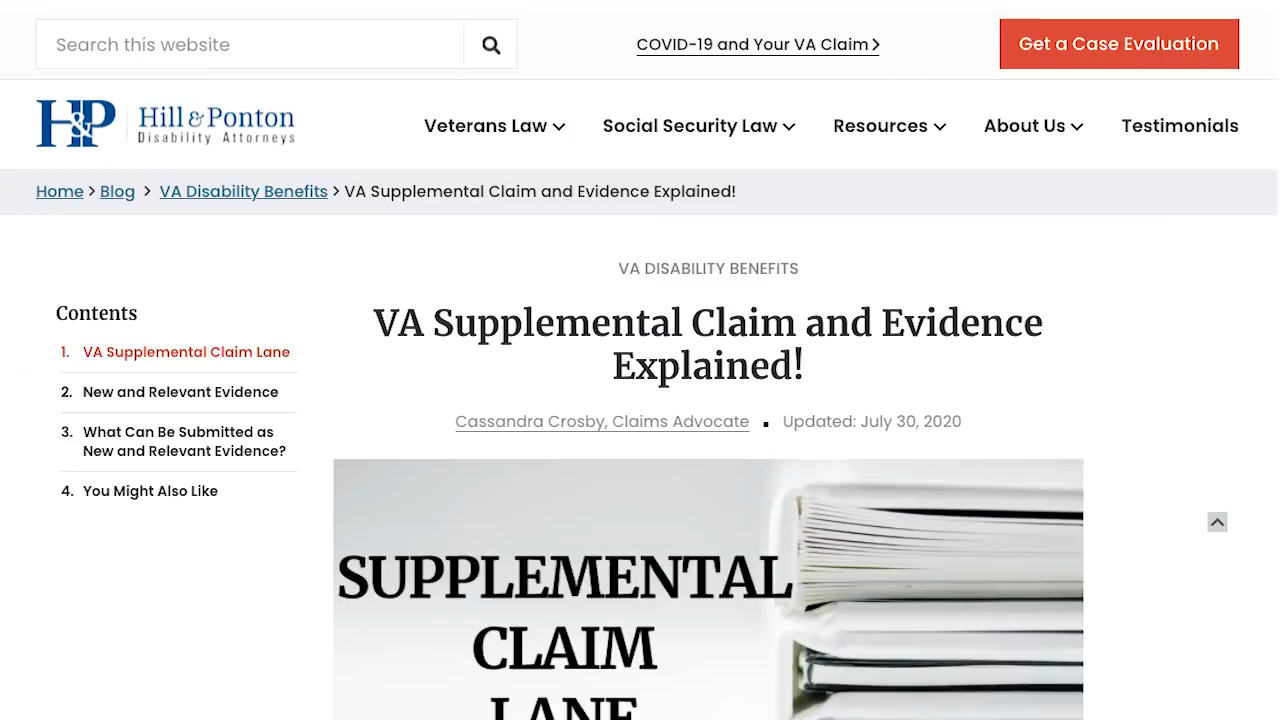 Search this website
COVID-19 and Your VA Claim
Get a Case Evaluation
H&P
Hill & Ponton
Disability Attorneys
Veterans Law
Social Security Law
Resources
About Us
Testimonials
Home > Blog > VA Disability Benefits > VA Supplemental Claim and Evidence Explained!
VA DISABILITY BENEFITS
Contents
1. VA Supplemental Claim Lane
2. New and Relevant Evidence
3. What Can Be Submitted as
New and Relevant Evidence?
4. You Might Also Like
VA Supplemental Claim and Evidence
Explained!
Cassandra Crosby, Claims Advocate ▪ Updated: July 30, 2020
SUPPLEMENTAL
CLAIM
LANE